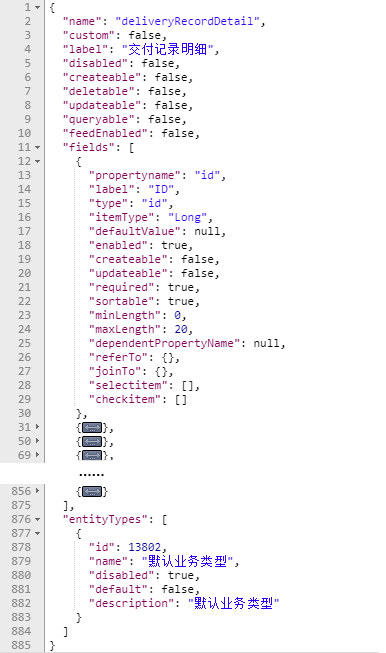 1 {
2 "name": "deliveryRecordDetail",
3 "custom": false,
4 "label": "交付记录明细",
5 "disabled": false,
6 "createable": false,
7 "deletable": false,
8 "updateable": false,
9 "queryable": false,
10 "feedEnabled": false,
11 "fields": [
12 {
13 "propertyname": "id",
14 "label": "ID",
15 "type": "id",
16 "itemType": "Long",
17 "defaultValue": null,
18 "enabled": true,
19 "createable": false,
20 "updateable": false,
21 "required": true,
22 "sortable": true,
23 "minLength": 0,
24 "maxLength": 20,
25 "dependentPropertyName": null,
26 "referTo": {},
27 "joinTo": {},
28 "selectitem": [],
29 "checkitem": []
30 },
31 {↔},
50 {↔},
69 {↔},
......
856 {↔}
875 ],
876 "entityTypes": [
877 {
878 "id": 13802,
879 "name": "默认业务类型",
880 "disabled": true,
881 "default": false,
882 "description": "默认业务类型"
883 }
884 ]
885 }